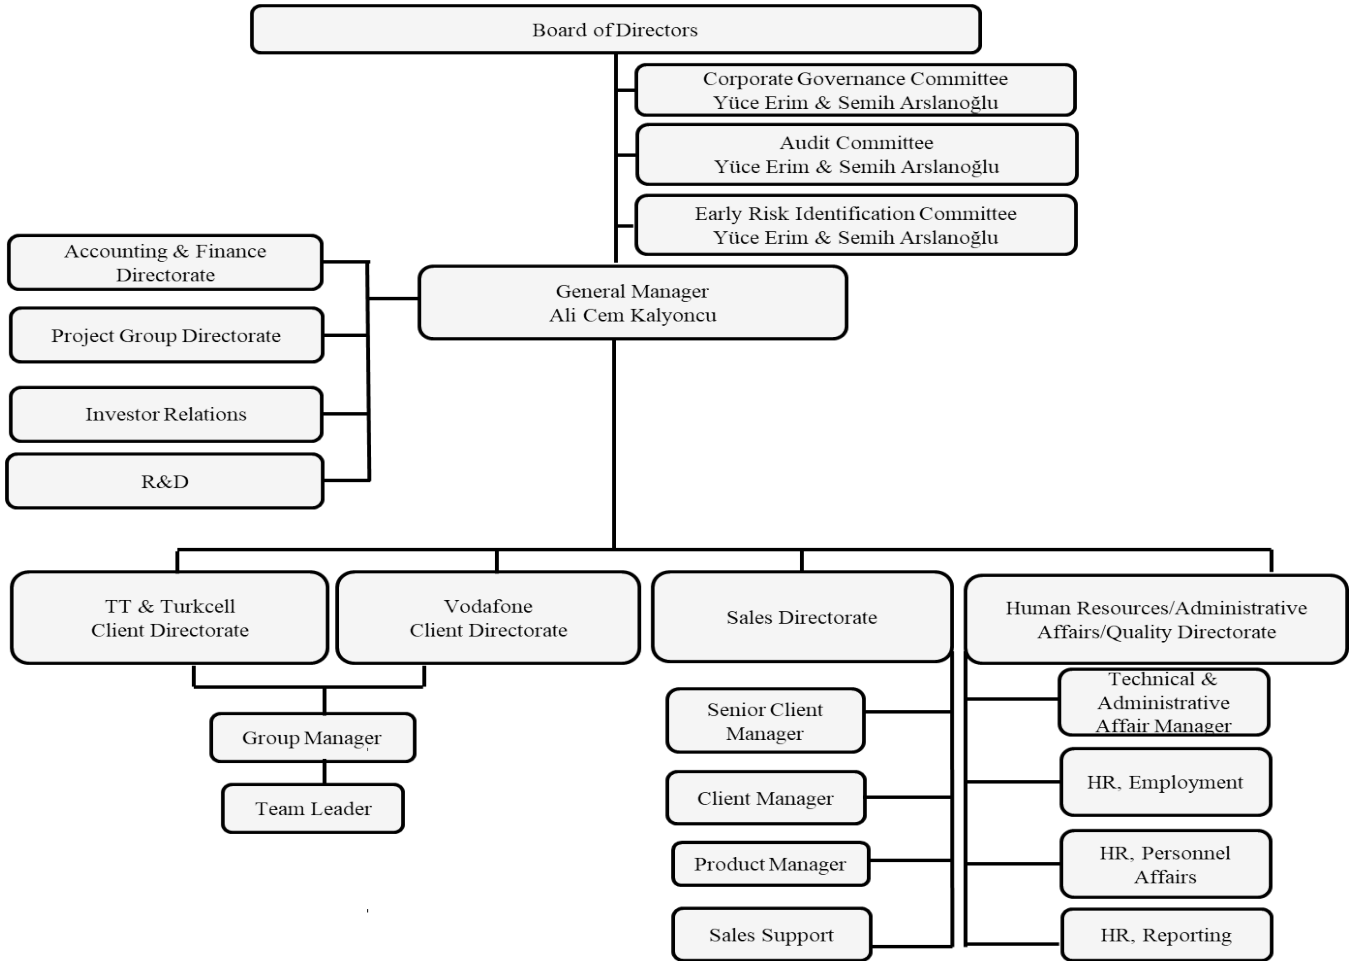 Board of Directors
Corporate Governance Committee
Yüce Erim & Semih Arslanoğlu
Audit Committee
Yüce Erim & Semih Arslanoğlu
Early Risk Identification Committee
Yüce Erim & Semih Arslanoğlu
Accounting & Finance
Directorate
General Manager
Ali Cem Kalyoncu
Project Group Directorate
Investor Relations
R&D
TT & Turkcell
Client Directorate
Vodafone
Client Directorate
Sales Directorate
Human Resources/Administrative
Affairs/Quality Directorate
Group Manager
Team Leader
Senior Client
Manager
Client Manager
Product Manager
Sales Support
Technical &
Administrative
Affair Manager
HR, Employment
HR, Personnel
Affairs
HR, Reporting